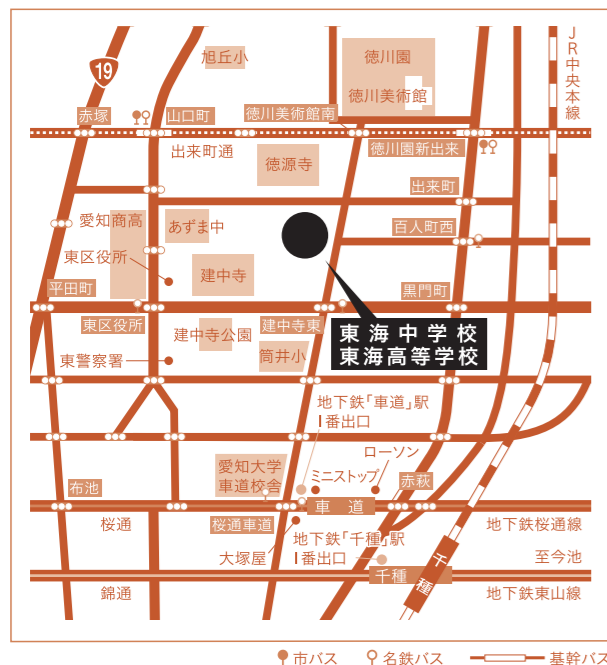 JR中央本線
旭丘小
徳川園
徳川美術館
19
赤塚
山口町
徳川美術館南
出来町通
徳源寺
徳川園新出来
出来町
愛知商高
あずま中
百人町西
東区役所
建中寺
平田町
黒門町
東区役所
建中寺公園
建中寺東
東海中学校
東海高等学校
筒井小
東警察署
地下鉄「車道」駅
1番出口
ローソン
愛知大学
車道校舎
ミニストップ
赤萩
布池
車道
桜通
桜通車道
地下鉄桜通線
大塚屋
地下鉄「千種」駅
1番出口
千種
至今池
千種
錦通
地下鉄東山線
市バス
名鉄バス
基幹バス